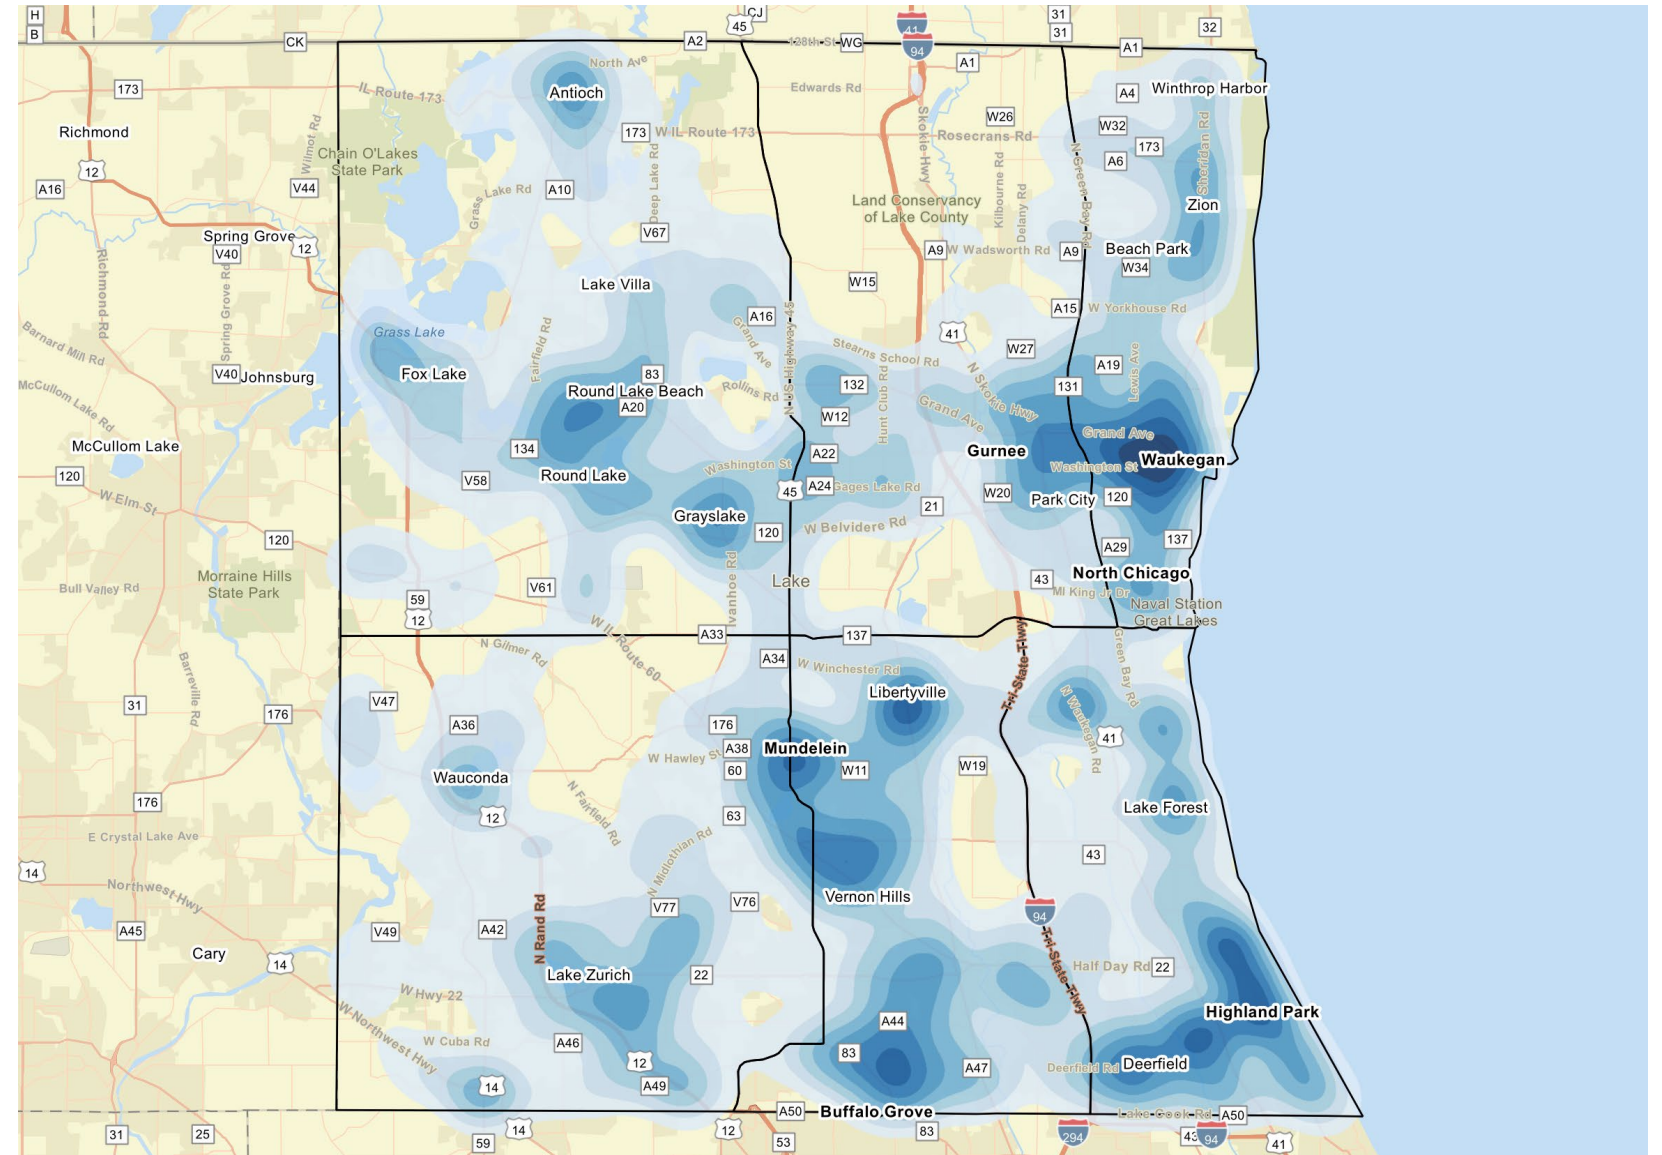 H
B
CK
A2
45
CJ
128th St
WG
41
94
31
31
A1
32
A1
North Ave
IL Route 173
Antioch
Edwards Rd
A4
Winthrop Harbor
173
Richmond
Wilmot Rd
173
W IL Route 173
Skokie Hwy
W26
Rosecrans Rd
W32
173
A6
Sheridan Rd
Chain O'Lakes
State Park
12
A16
V44
Grass Lake Rd
A10
Deep Lake Rd
Land Conservancy
of Lake County
Kilbourne Rd
Delany Rd
N Green Bay Rd
Zion
Spring Grove
V40
12
V67
A9
W Wadsworth Rd
A9
Beach Park
W34
Richmond Rd
Spring Grove Rd
Lake Villa
W15
A16
N US Highway 45
A15
W Yorkhouse Rd
Grass Lake
Barnard Mill Rd
Fairfield Rd
Grand Ave
Stearns School Rd
41
W27
A19
Lewis Ave
V40
Johnsburg
Fox Lake
83
Round Lake Beach
A20
Rollins Rd
132
Hunt Club Rd
N Skokie Hwy
131
McCullom Lake Rd
W12
Grand Ave
Grand Ave
McCullom Lake
134
A22
Gurnee
Washington St
Waukegan
120
V58
Round Lake
Washington St
45
A24
Gages Lake Rd
W20
Park City
120
W Elm St
Grayslake
120
W Belvidere Rd
21
137
120
A29
Morraine Hills
State Park
Bull Valley Rd
V61
Ivanhoe Rd
Lake
43
North Chicago
Ml King Jr Dr
Naval Station
Great Lakes
59
12
W IL Route 60
A33
137
Tri-State Tlwy
Green Bay Rd
N Gilmer Rd
A34
W Winchester Rd
Barreville Rd
V47
Libertyville
31
176
A36
176
N Waukegan Rd
41
Mundelein
A38
W Hawley St
60
W11
W19
Wauconda
176
12
N Fairfield Rd
63
Lake Forest
E Crystal Lake Ave
N Midlothian Rd
43
14
Northwest Hwy
Vernon Hills
V77
V76
94
A45
V49
A42
N Rand Rd
Cary
14
Lake Zurich
22
Tri-State Tlwy
Half Day Rd
22
W Hwy 22
W Northwest Hwy
Highland Park
A44
W Cuba Rd
A46
83
12
A47
Deerfield Rd
Deerfield
14
A49
A50
Buffalo Grove
Lake Cook Rd
A50
31
25
59
14
12
53
83
294
43
94
41